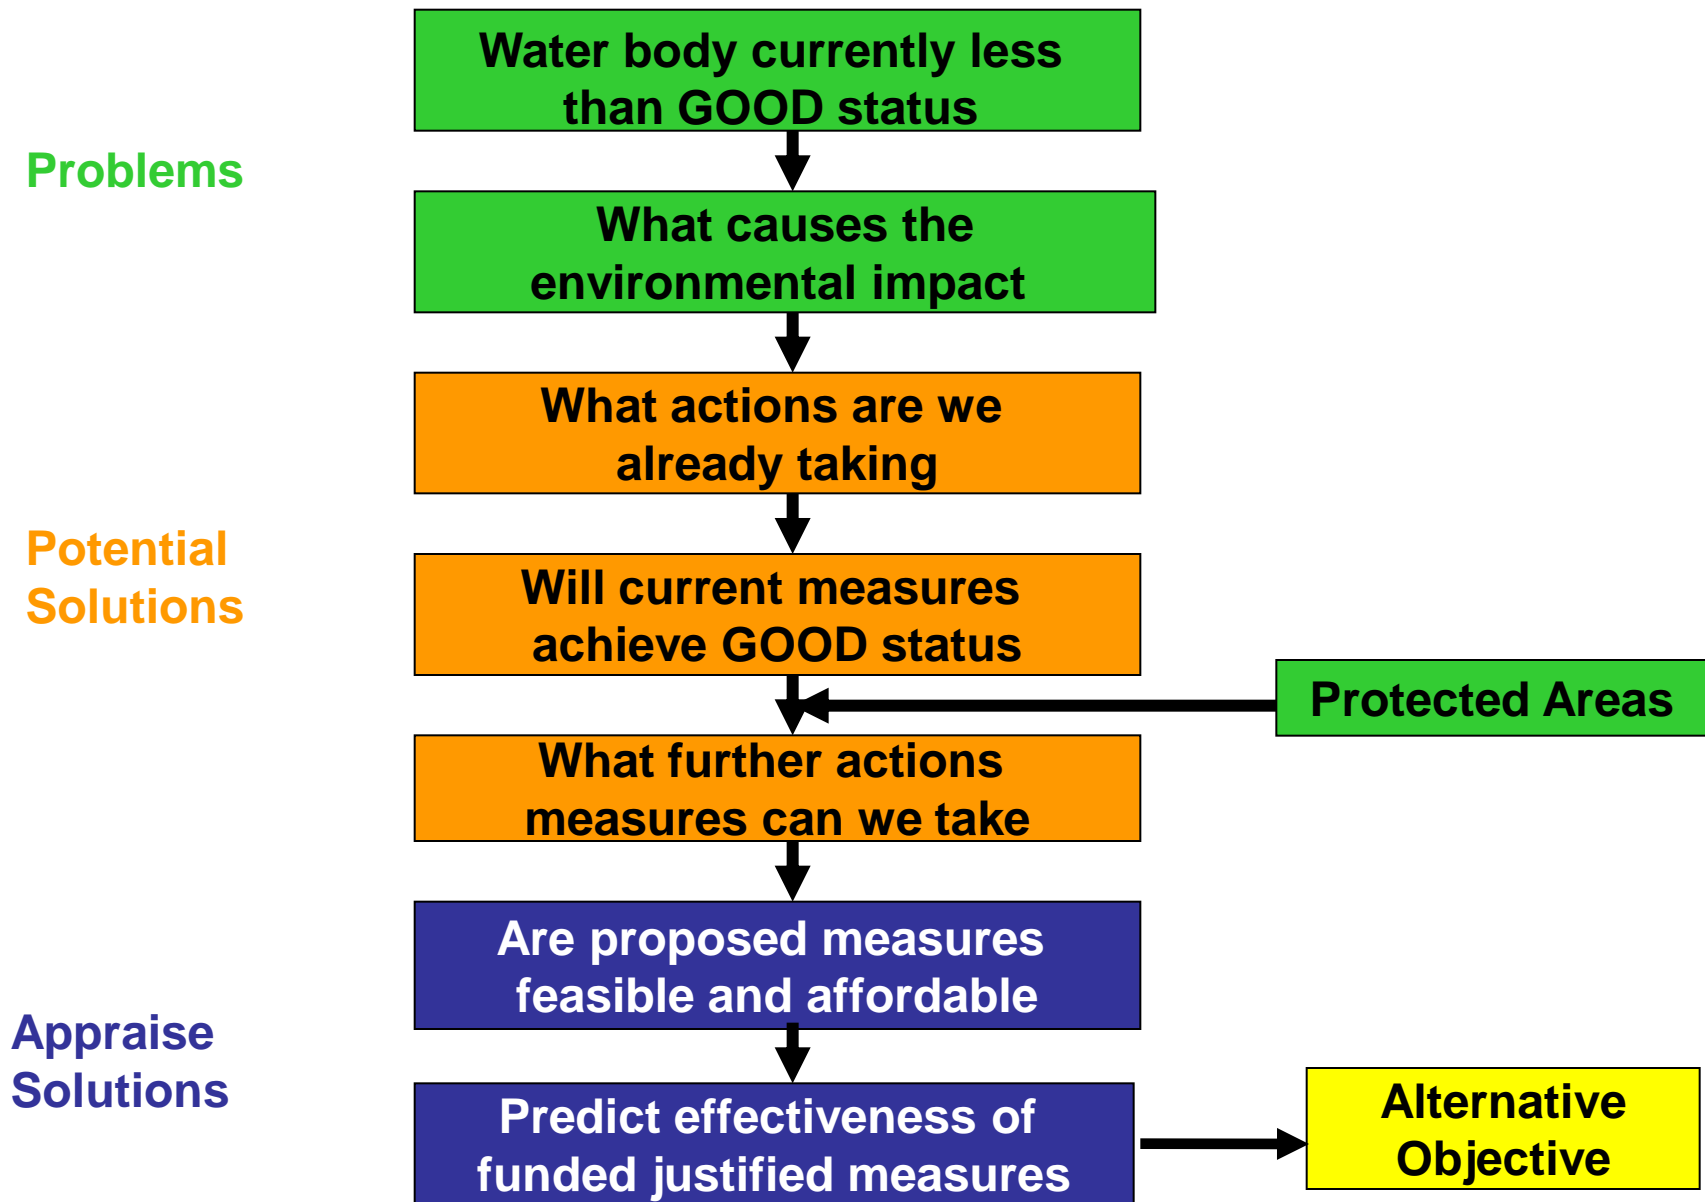 Water body currently less
than GOOD status
Problems
What causes the
environmental impact
What actions are we
already taking
Potential
Solutions
Will current measures
achieve GOOD status
Protected Areas
What further actions
measures can we take
Are proposed measures
feasible and affordable
Appraise
Solutions
Predict effectiveness of
funded justified measures
Alternative
Objective